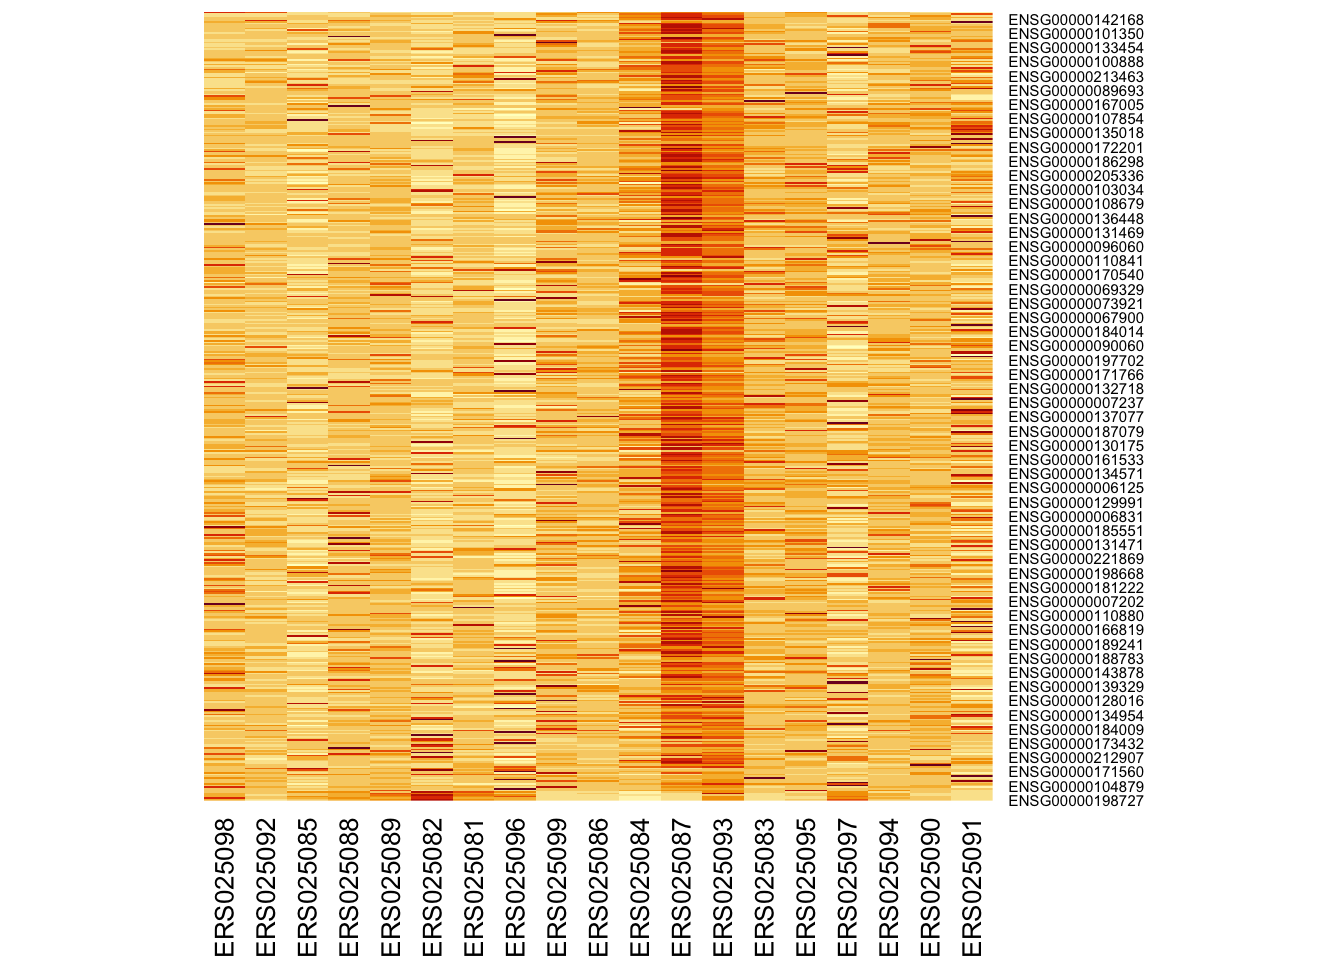 ENSG00000142168
ENSG00000101350
ENSG00000133454
ENSG00000100888
ENSG00000213463
ENSG00000089693
ENSG00000167005
ENSG00000107854
ENSG00000135018
ENSG00000172201
ENSG00000186298
ENSG00000205336
ENSG00000103034
ENSG00000108679
ENSG00000136448
ENSG00000131469
ENSG00000096060
ENSG00000110841
ENSG00000170540
ENSG00000069329
ENSG00000073921
ENSG00000067900
ENSG00000184014
ENSG00000090060
ENSG00000197702
ENSG00000171766
ENSG00000132718
ENSG00000007237
ENSG00000137077
ENSG00000187079
ENSG00000130175
ENSG00000161533
ENSG00000134571
ENSG00000006125
ENSG00000129991
ENSG00000006831
ENSG00000185551
ENSG00000131471
ENSG00000221869
ENSG00000198668
ENSG00000181222
ENSG00000007202
ENSG00000110880
ENSG00000166819
ENSG00000189241
ENSG00000188783
ENSG00000143878
ENSG00000139329
ENSG00000128016
ENSG00000134954
ENSG00000184009
ENSG00000173432
ENSG00000212907
ENSG00000171560
ENSG00000104879
ENSG00000198727
ERS025098
ERS025092
ERS025085
ERS025088
ERS025089
ERS025082
ERS025081
ERS025096
ERS025099
ERS025086
ERS025084
ERS025087
ERS025093
ERS025083
ERS025095
ERS025097
ERS025094
ERS025090
ERS025091